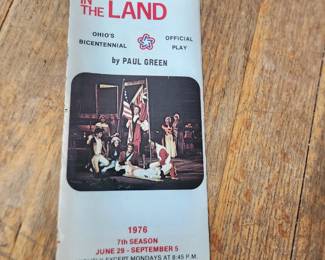 IN
THE LAND
OHIO'S OFFICIAL
BICENTENNIAL PLAY
by PAUL GREEN
1976
7th SEASON
JUNE 29 - SEPTEMBER 5
EXCEPT MONDAYS AT 8:45 P.M.